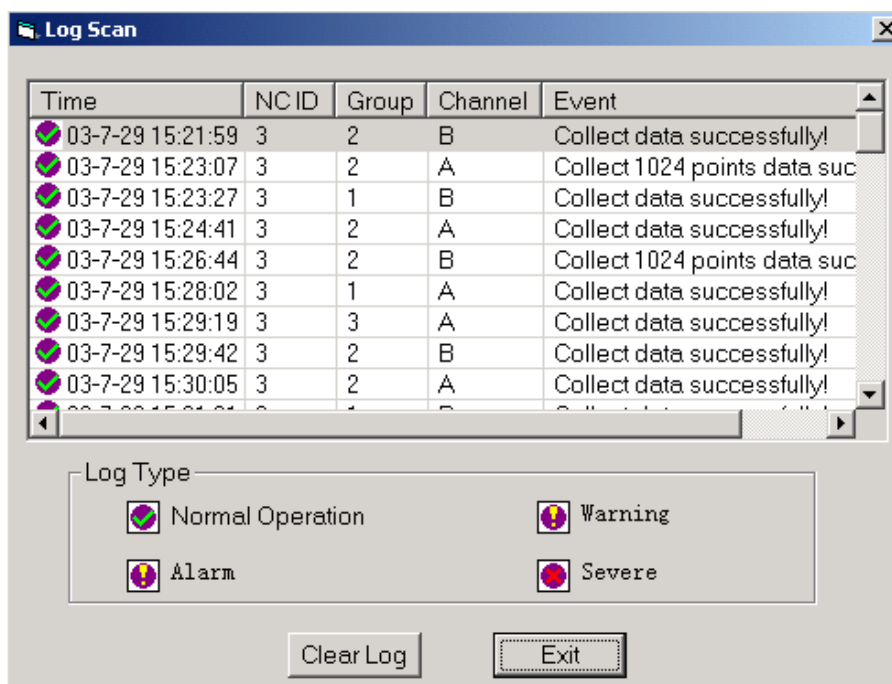 Log Scan
Time NC ID Group Channel Event
03-7-29 15:21:59 3 2 B Collect data successfully!
03-7-29 15:23:07 3 2 A Collect 1024 points data suc
03-7-29 15:23:27 3 1 B Collect data successfully!
03-7-29 15:24:41 3 2 A Collect data successfully!
03-7-29 15:26:44 3 2 B Collect 1024 points data suc
03-7-29 15:28:02 3 1 A Collect data successfully!
03-7-29 15:29:19 3 3 A Collect data successfully!
03-7-29 15:29:42 3 2 B Collect data successfully!
03-7-29 15:30:05 3 2 A Collect data successfully!
Log Type
Normal Operation Warning
Alarm Severe
Clear Log Exit